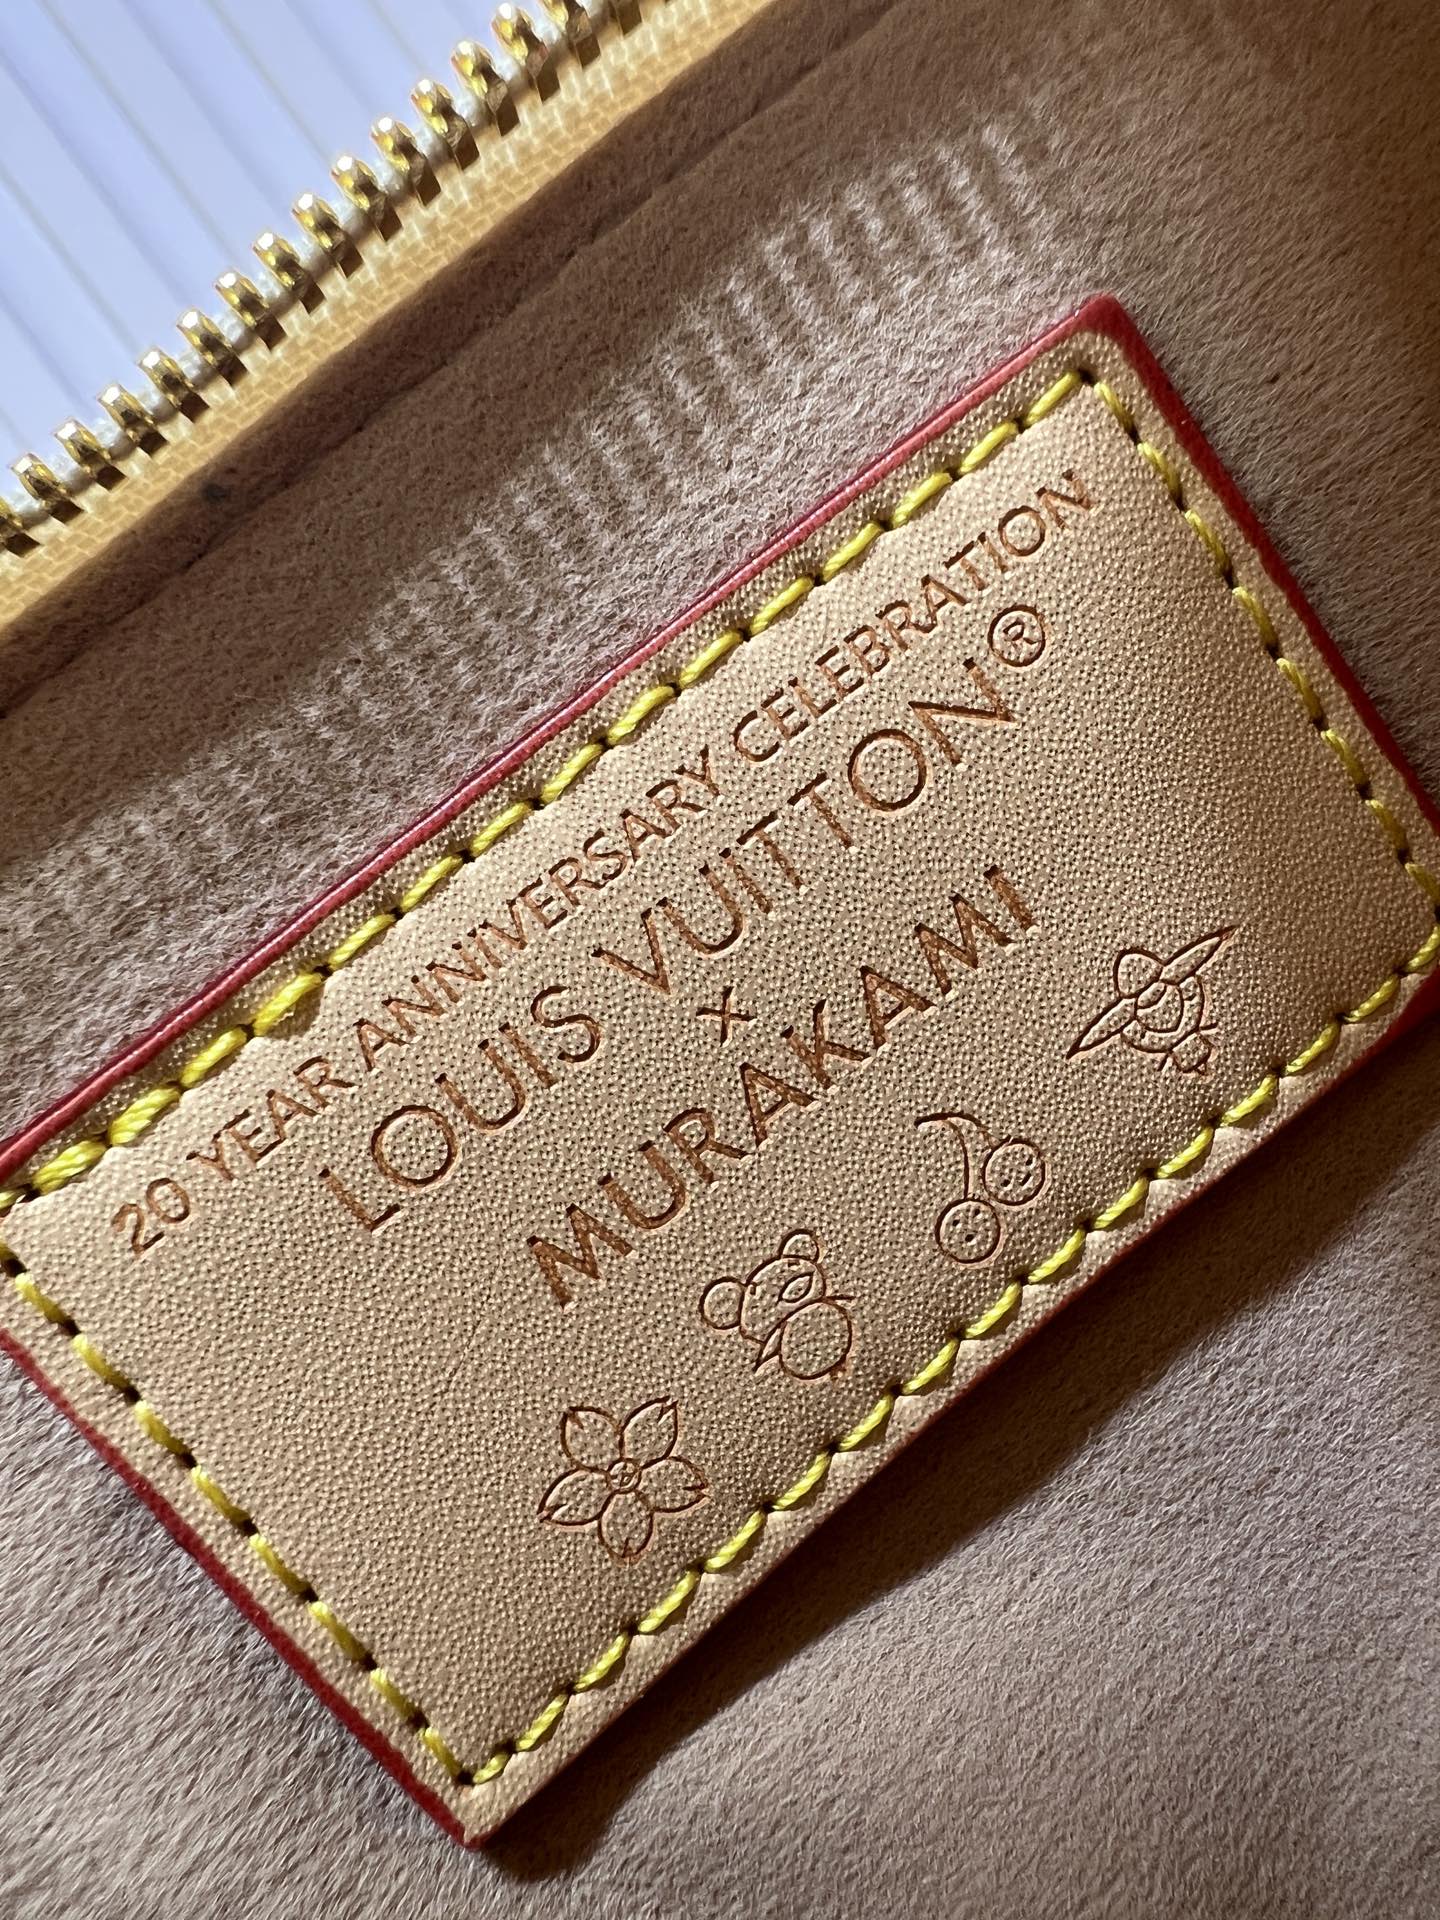 20 YEAR ANNIVERSARY CELEBRATION
LOUIS VUITTON®
×
MURAKAMI